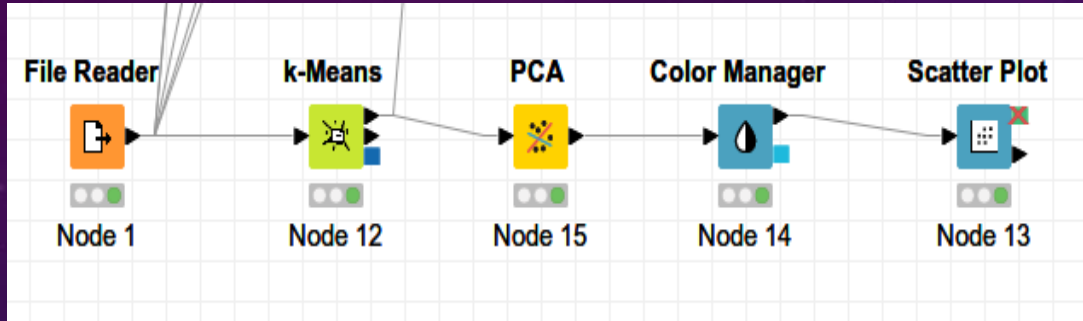 File Reader
k-Means
PCA
Color Manager
Scatter Plot
Node 1
Node 12
Node 15
Node 14
Node 13